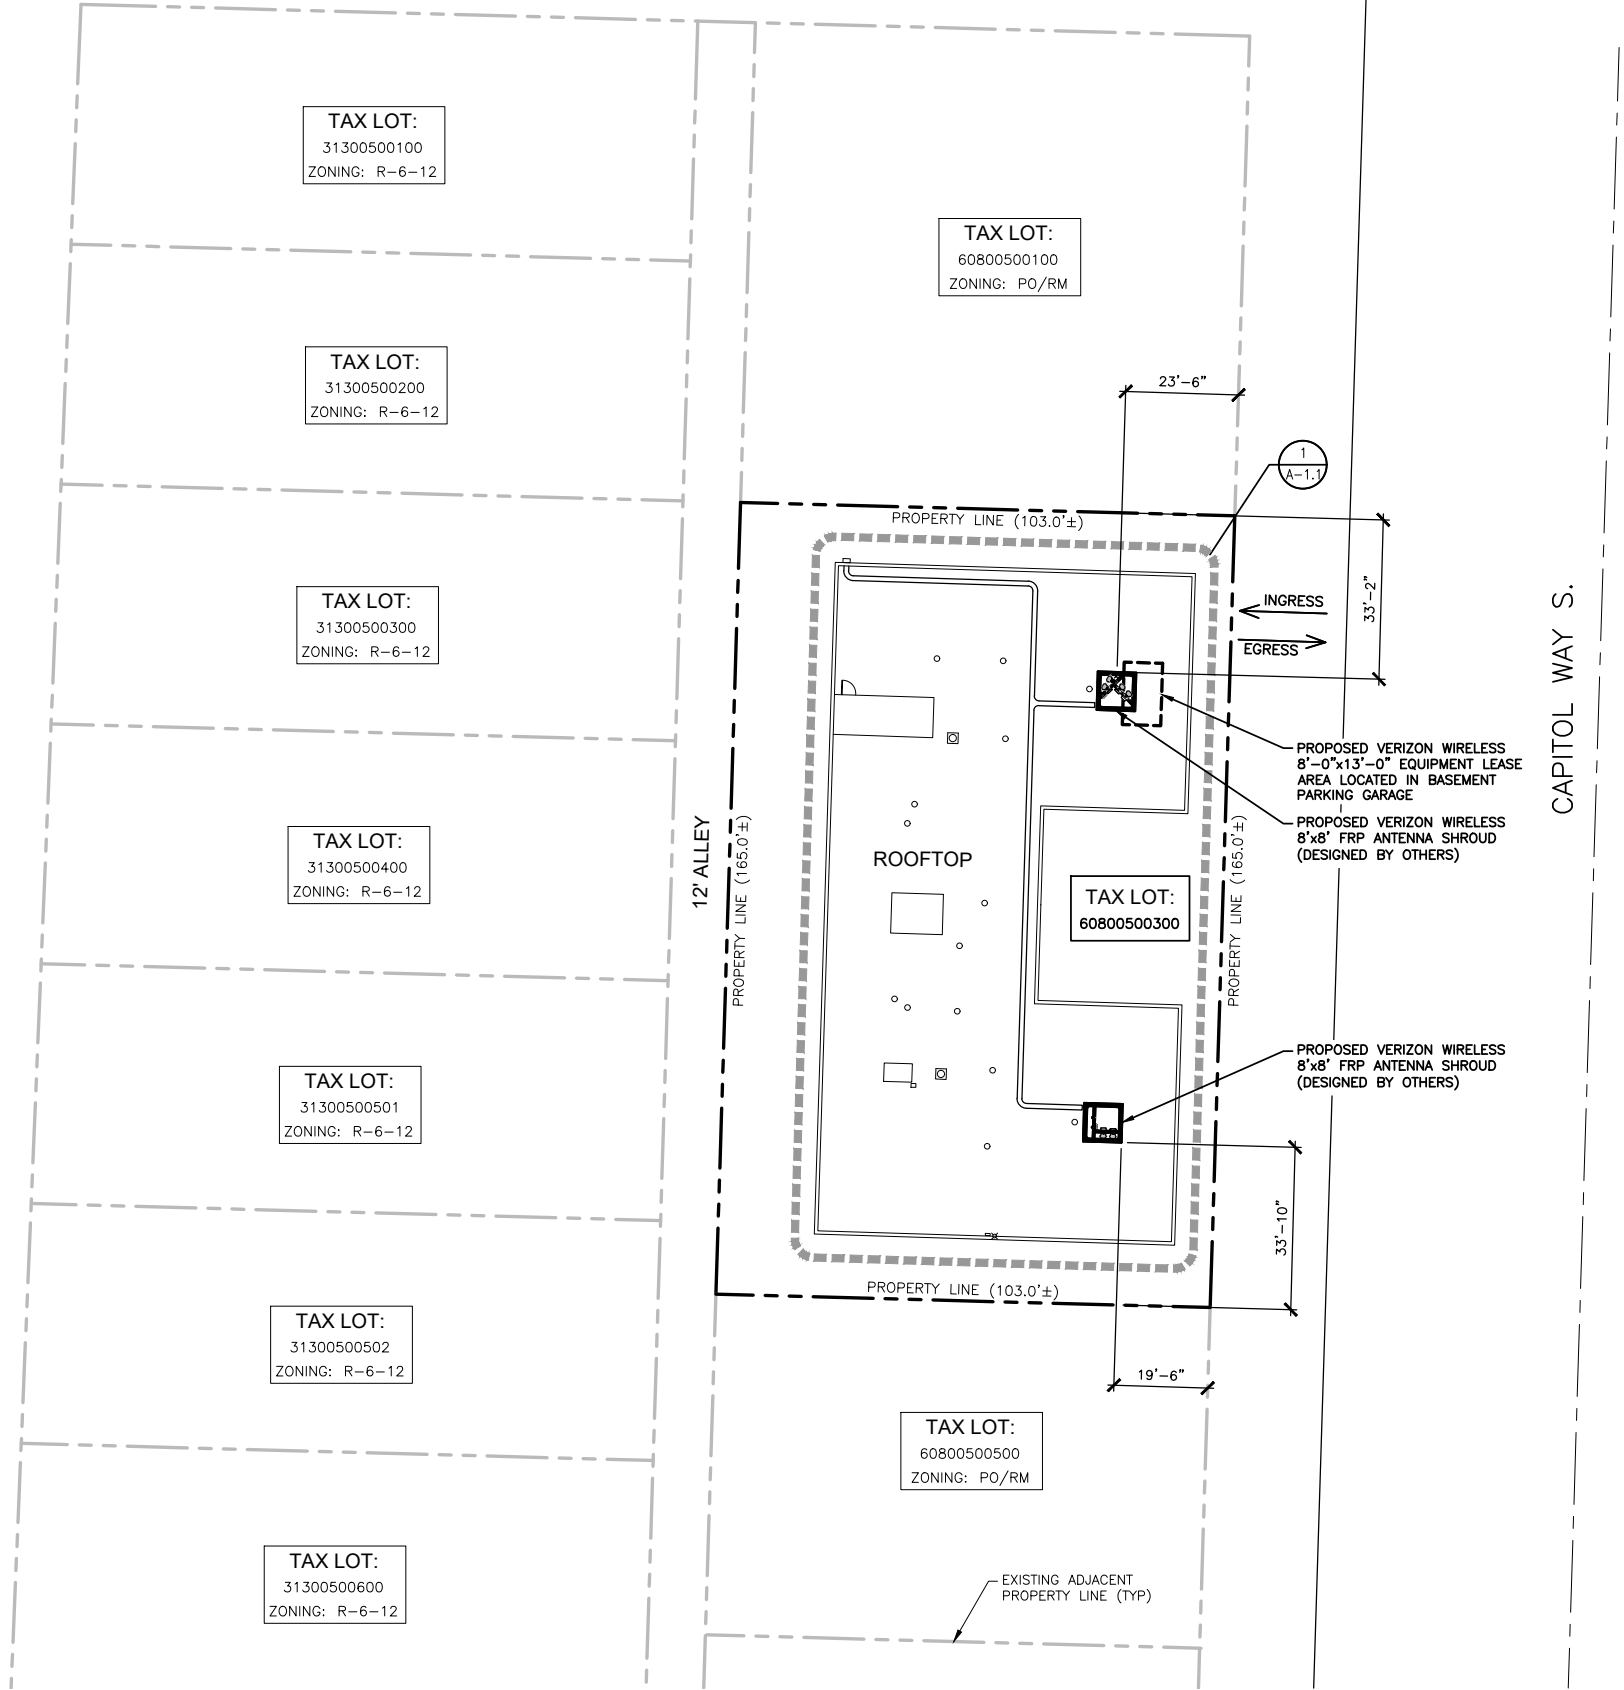 TAX LOT:
31300500100
ZONING: R-6-12
TAX LOT:
60800500100
ZONING: PO/RM
TAX LOT:
31300500200
ZONING: R-6-12
23'-6"
1
A-1.1
PROPERTY LINE (103.0'±)
33'-2"
INGRESS
EGRESS
CAPITOL WAY S.
TAX LOT:
31300500300
ZONING: R-6-12
PROPOSED VERIZON WIRELESS
8'-0"x13'-0" EQUIPMENT LEASE
AREA LOCATED IN BASEMENT
PARKING GARAGE
PROPOSED VERIZON WIRELESS
8'x8' FRP ANTENNA SHROUD
(DESIGNED BY OTHERS)
TAX LOT:
31300500400
ZONING: R-6-12
12' ALLEY
PROPERTY LINE (165.0'±)
ROOFTOP
TAX LOT:
60800500300
PROPERTY LINE (165.0'±)
TAX LOT:
31300500501
ZONING: R-6-12
PROPOSED VERIZON WIRELESS
8'x8' FRP ANTENNA SHROUD
(DESIGNED BY OTHERS)
33'-10"
PROPERTY LINE (103.0'±)
TAX LOT:
31300500502
ZONING: R-6-12
19'-6"
TAX LOT:
60800500500
ZONING: PO/RM
TAX LOT:
31300500600
ZONING: R-6-12
EXISTING ADJACENT
PROPERTY LINE (TYP)